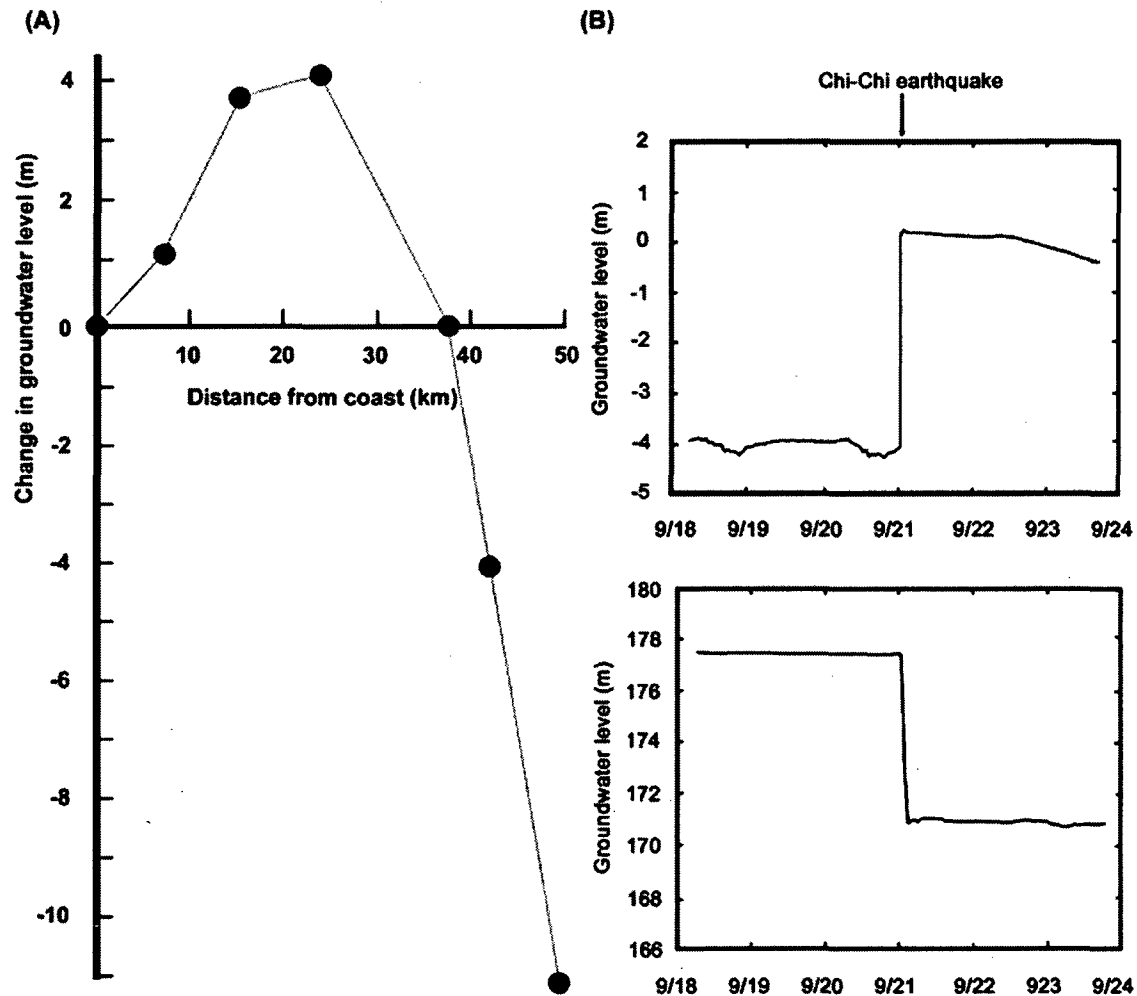 (A)
Change in groundwater level (m)
4
2
0
-2
-4
-6
-8
-10
10 20 30 40 50
Distance from coast (km)
(B)
Chi-Chi earthquake
Groundwater level (m)
2
1
0
-1
-2
-3
-4
-5
9/18 9/19 9/20 9/21 9/22 923 9/24
Groundwater level (m)
180
178
176
174
172
170
168
166
9/18 9/19 9/20 9/21 9/22 923 9/24